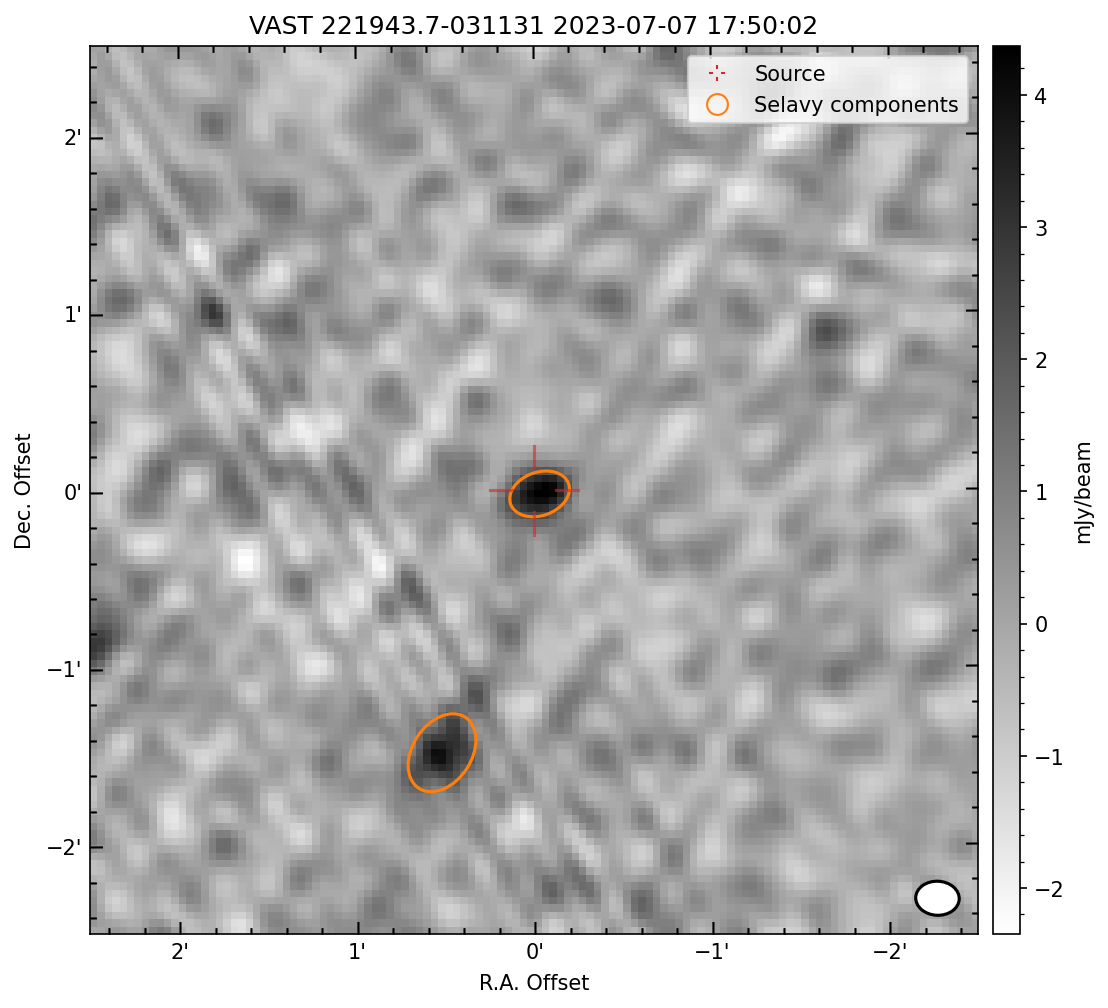 VAST 221943.7-031131 2023-07-07 17:50:02
Source
Selavy components
2'
1'
0'
−1'
−2'
Dec. Offset
2'
1'
0'
−1'
−2'
R.A. Offset
4
3
2
1
0
−1
−2
mJy/beam